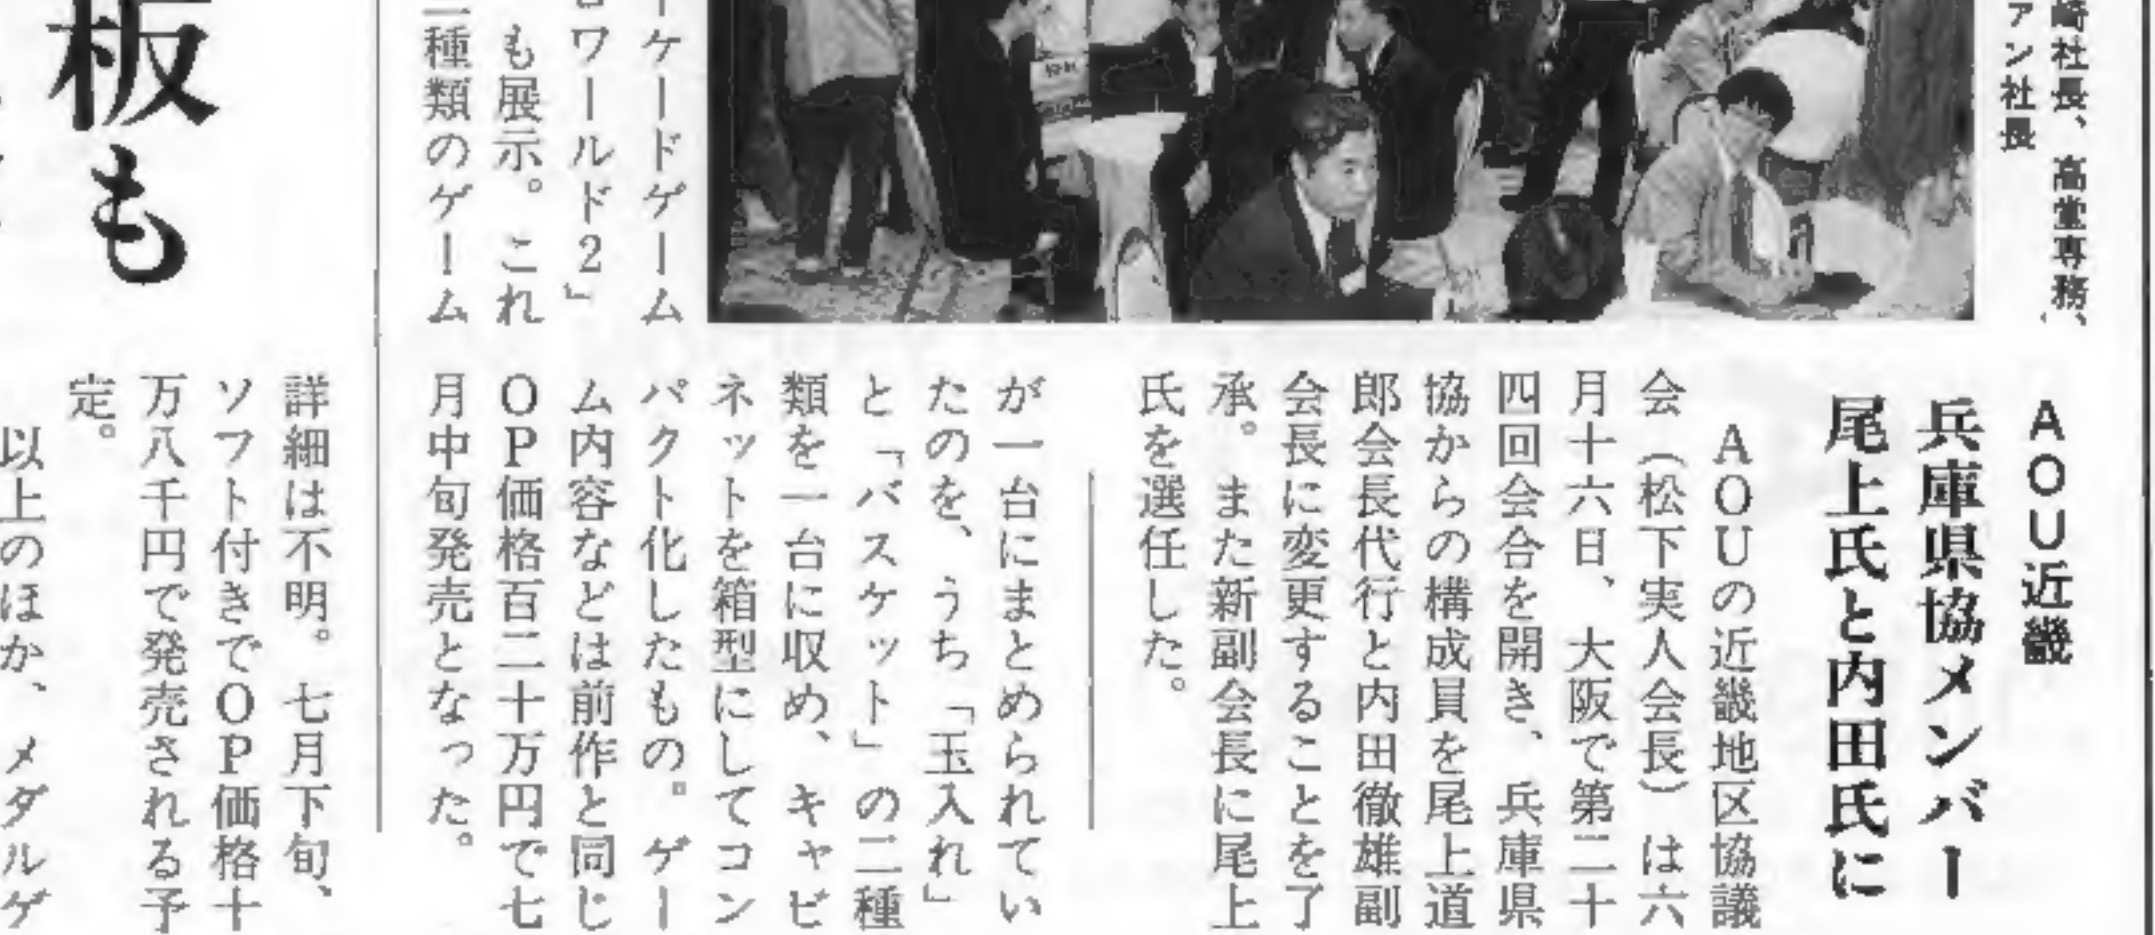 崎社長、高堂専務、
ァン社長
AOU近畿
兵庫県協メンバー
尾上氏と内田氏に
AOUの近畿地区協議
会（松下実人会長）は六
月十六日、大阪で第二十
四回会合を開き、兵庫県
協からの構成員を尾上道
郎会長代行と内田徹雄副
会長に変更することを了
承。また新副会長に尾上
氏を選任した。
ーケードゲーム
ロワールド2」
も展示。これ
二種類のゲーム
が一台にまとめられてい
たのを、うち「玉入れ」
と「バスケット」の二種
類を一台に収め、キャビ
ネットを箱型にしてコン
パクト化したもの。ゲー
ム内容などは前作と同じ
OP価格百二十万円で七
月中旬発売となった。
板も
詳細は不明。七月下旬、
ソフト付きでOP価格十
万八千円で発売される予
定。
以上のほか、メダルゲ